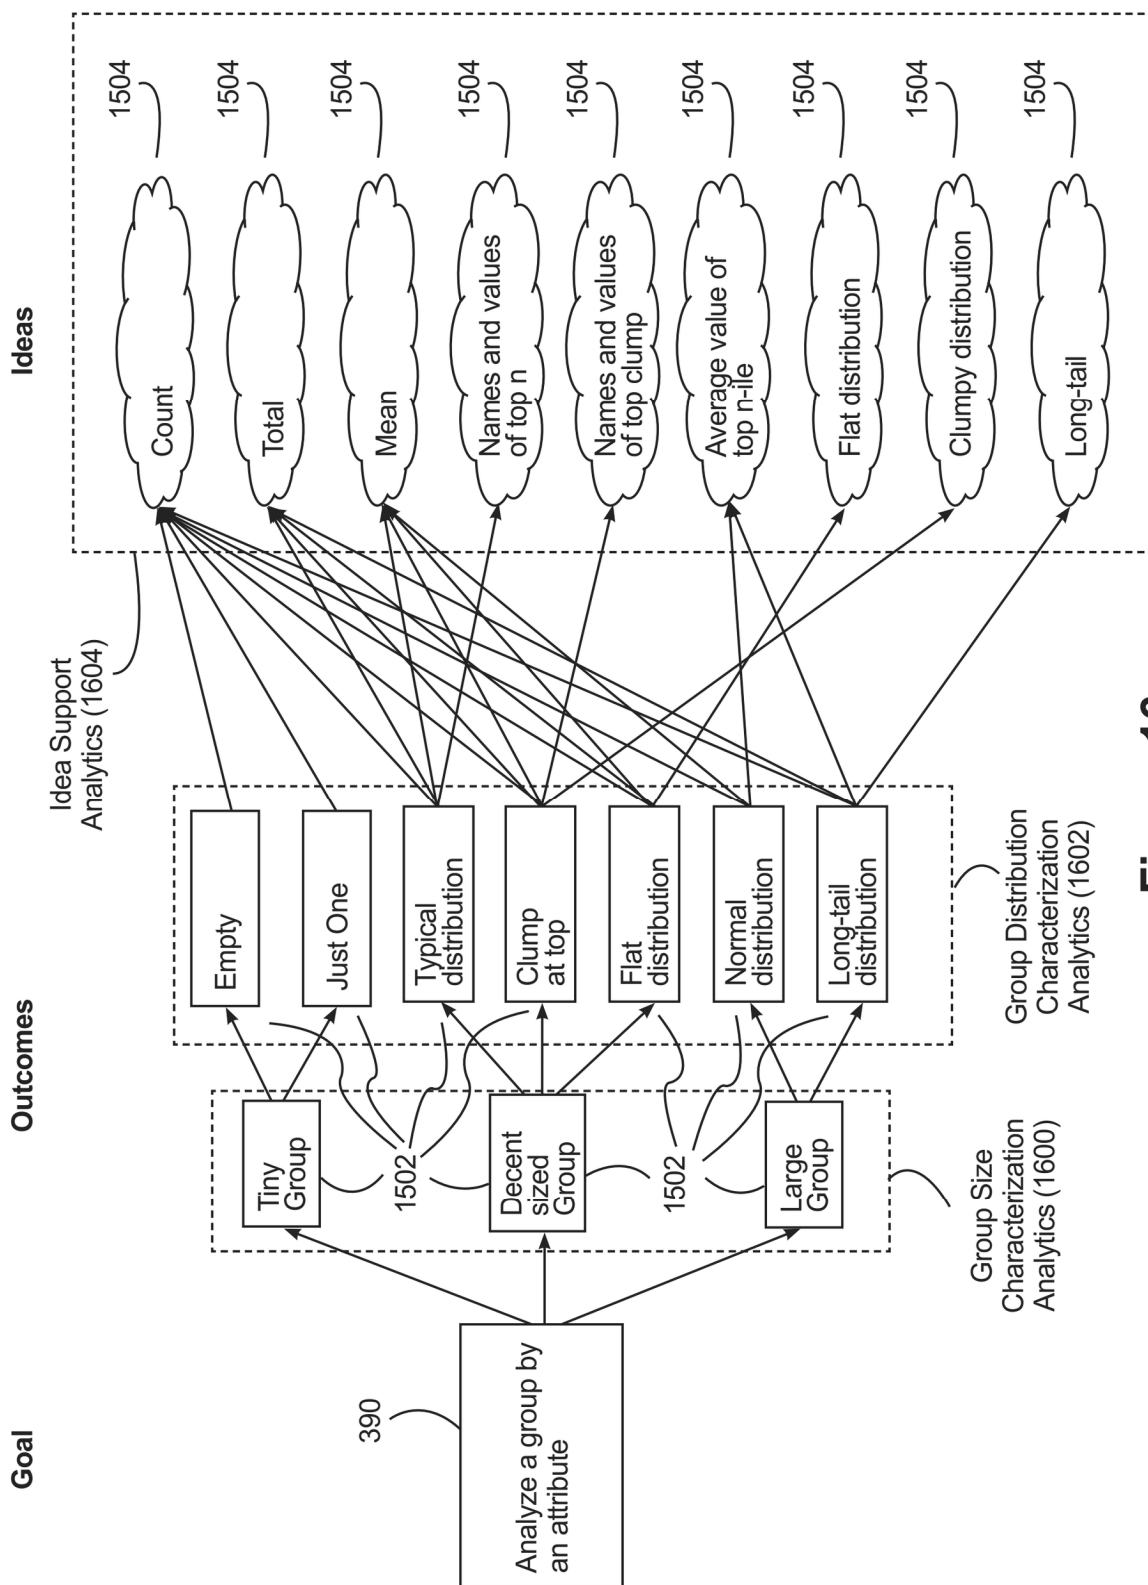 Goal
Outcomes
Ideas
390
Analyze a group by
an attribute
Tiny
Group
Decent
sized
Group
Large
Group
1502
1502
Group Size
Characterization
Analytics (1600)
Empty
Just One
Typical
distribution
Clump
at top
Flat
distribution
Normal
distribution
Long-tail
distribution
Group Distribution
Characterization
Analytics (1602)
Idea Support
Analytics (1604)
Count
1504
Total
1504
Mean
1504
Names and values
of top n
1504
Names and values
of top clump
1504
Average value of
top n-ile
1504
Flat distribution
1504
Clumpy distribution
1504
Long-tail
1504